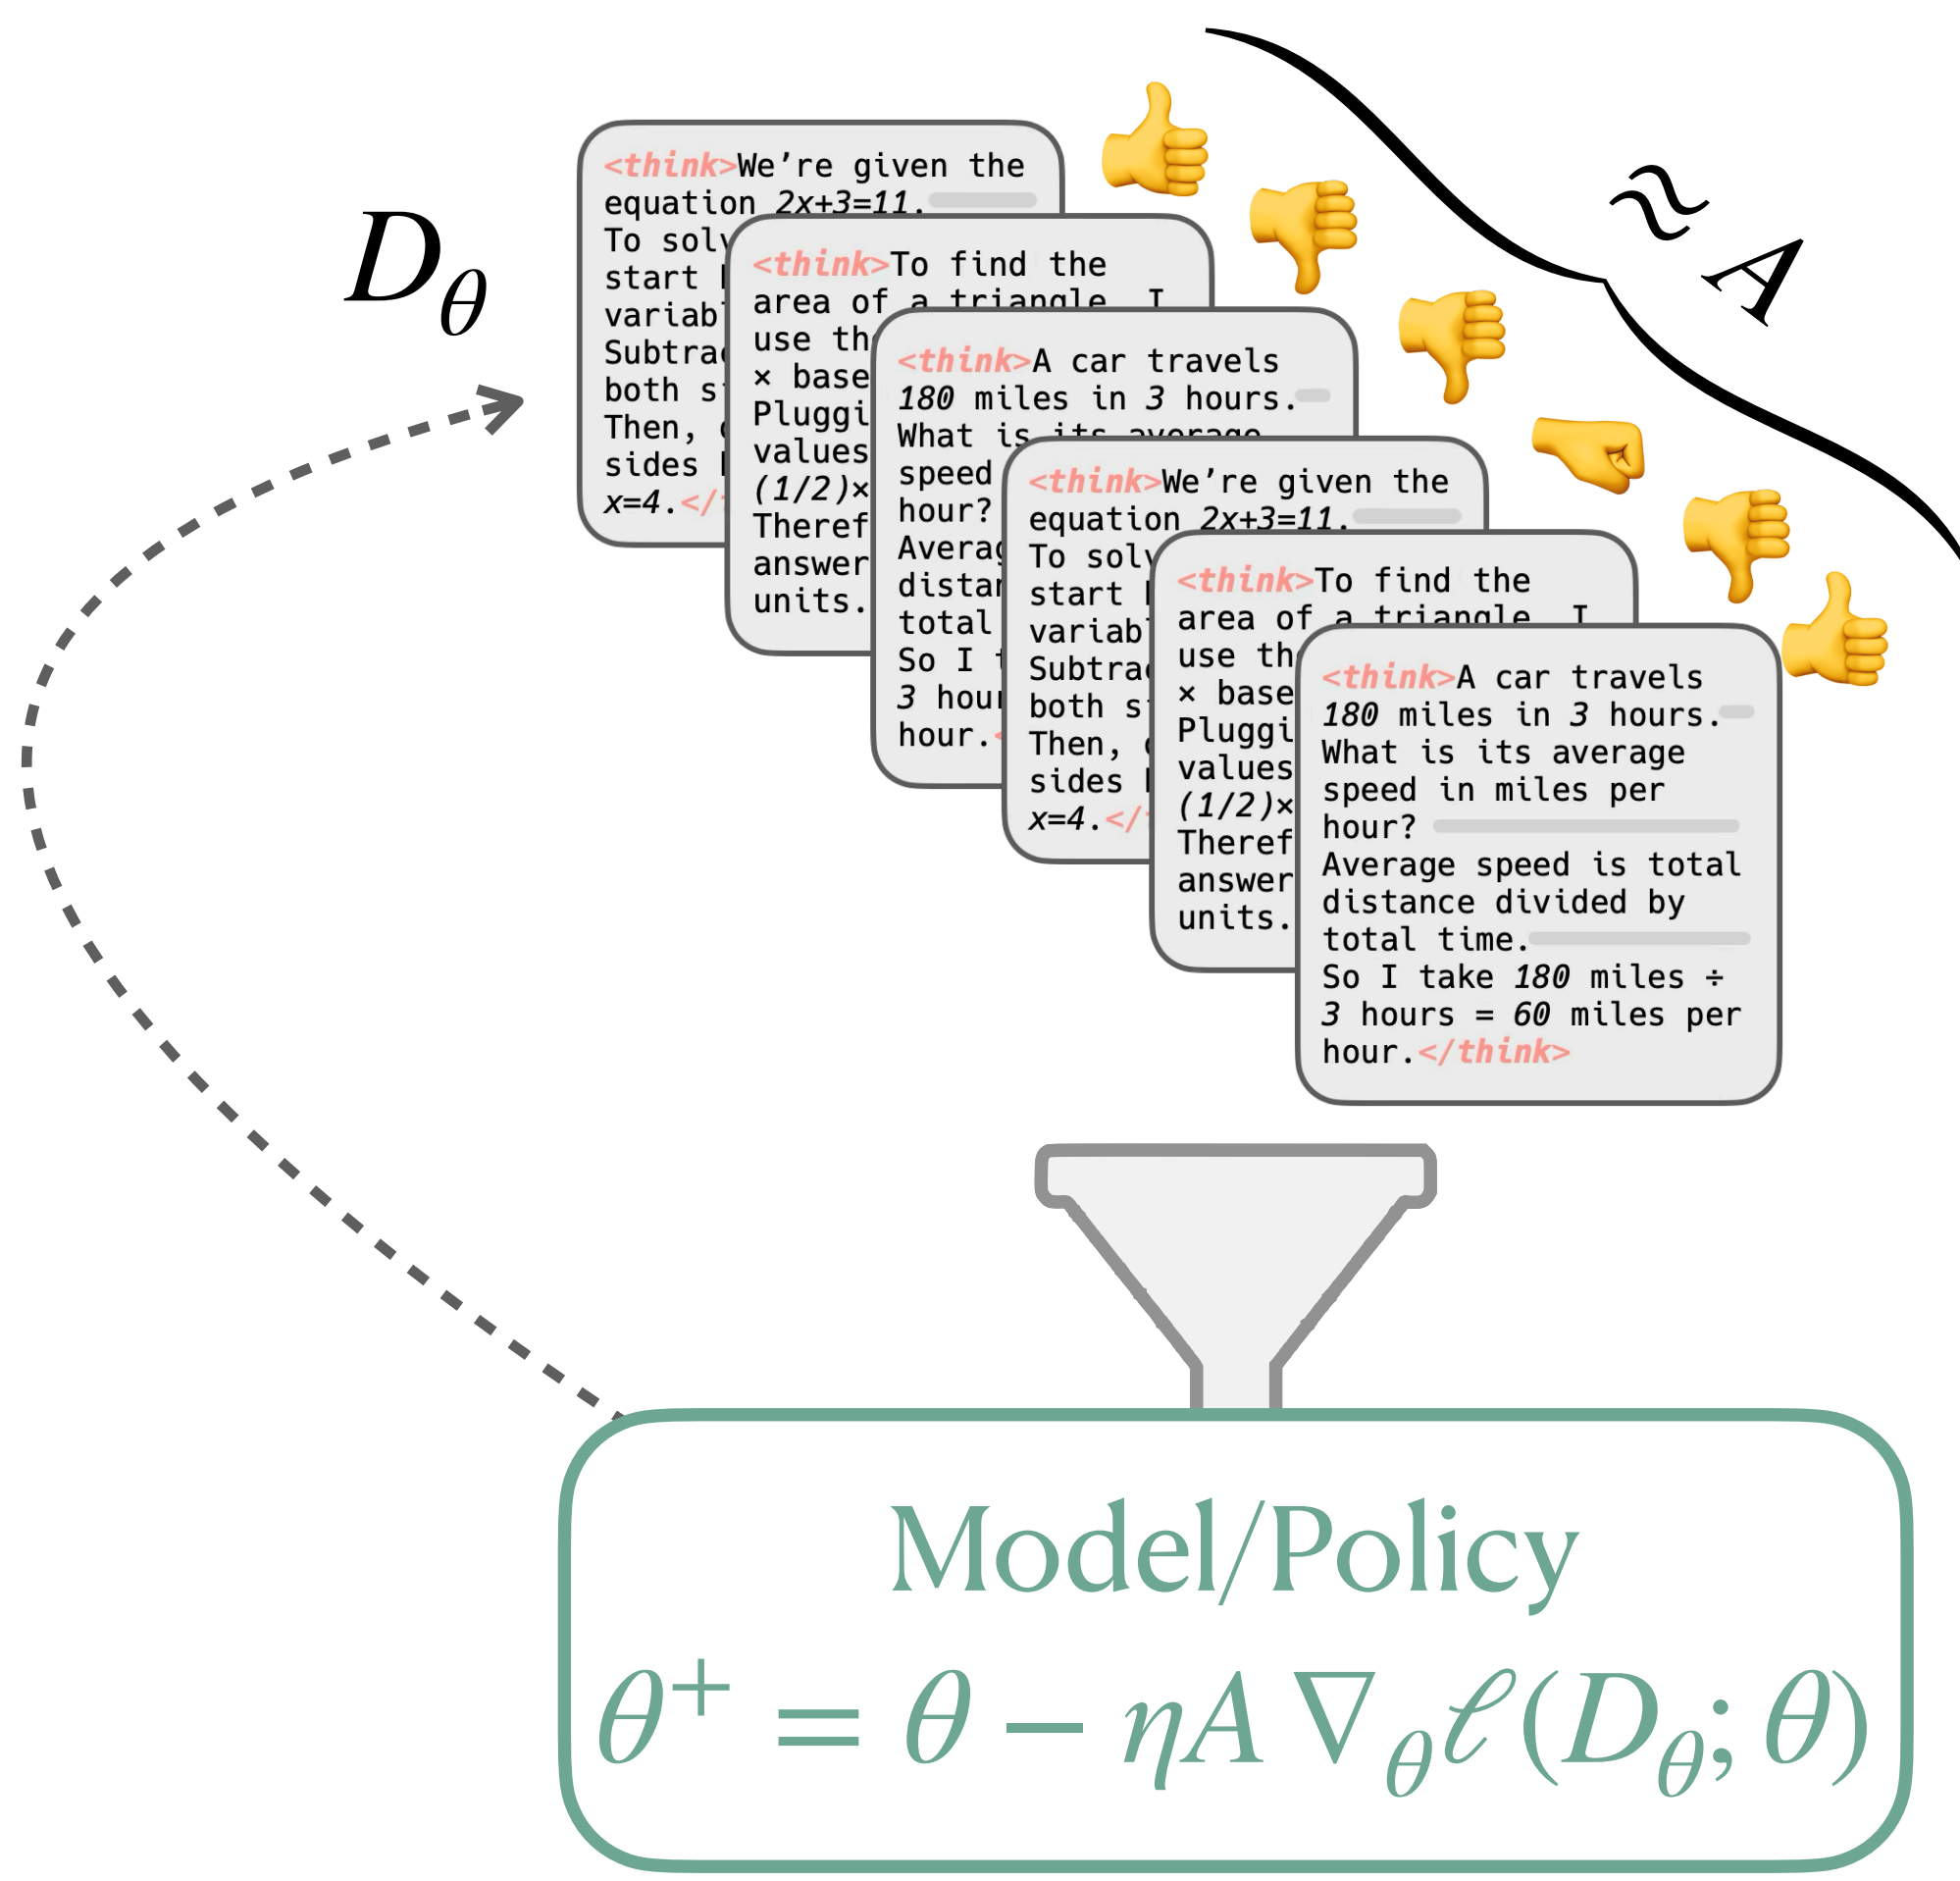 D_θ
≈ A
<think>We’re given the
equation 2x+3=11.
To solv
start
variab
Subtrac
both s
Then,
sides
x=4.</
<think>To find the
area of a triangle, I
use th
× base
Pluggi
values
(1/2)×
Theref
answer
units.
<think>A car travels
180 miles in 3 hours.
What is its average
speed
hour?
Averag
distan
total
So I
3 hour
hour.
<think>We’re given the
equation 2x+3=11.
To solv
start
variab
Subtrac
both s
Then,
sides
x=4.</
<think>To find the
area of a triangle, I
use th
× base
Pluggi
values
(1/2)×
Theref
answer
units.
<think>A car travels
180 miles in 3 hours.
What is its average
speed in miles per
hour?
Average speed is total
distance divided by
total time.
So I take 180 miles ÷
3 hours = 60 miles per
hour.</think>
Model/Policy
θ⁺ = θ − ηA ∇_θ ℓ(D_θ; θ)